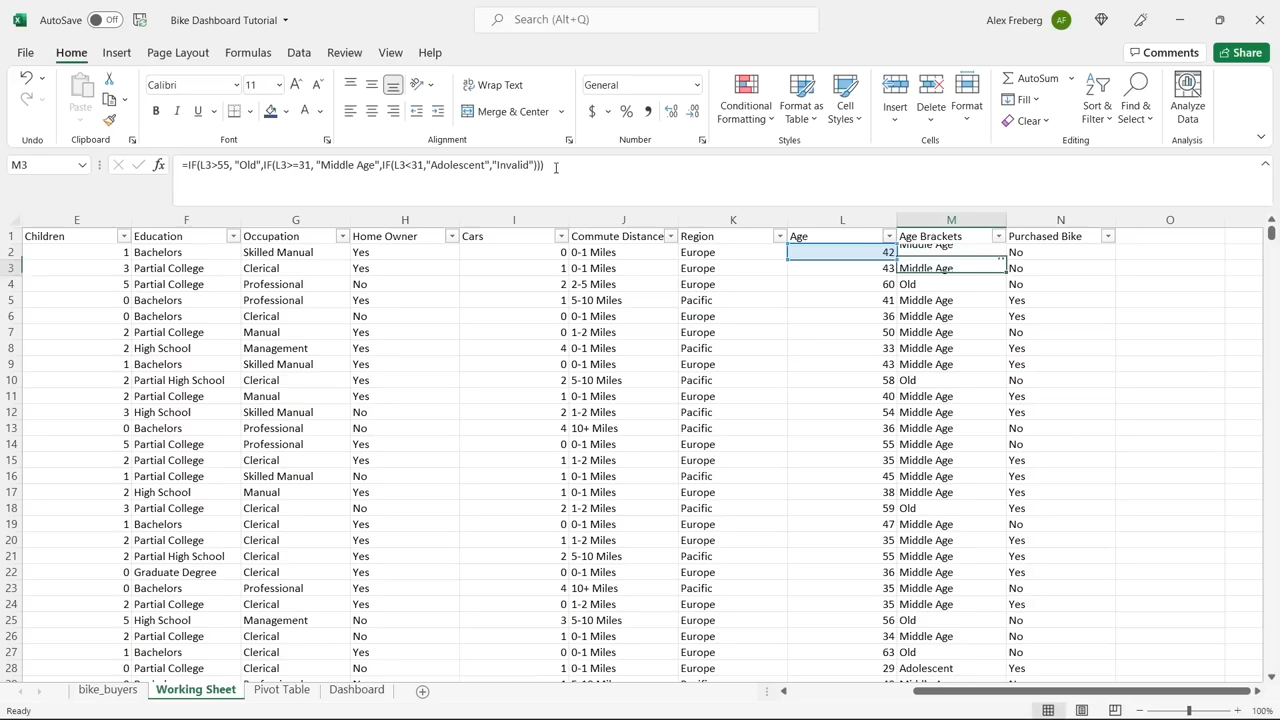 AutoSave Off Bike Dashboard Tutorial Search (Alt+Q) Alex Freberg AF
File Home Insert Page Layout Formulas Data Review View Help Comments Share
Undo
Paste
Clipboard
Calibri 11
B I U A
Font
Wrap Text
Merge & Center
Alignment
General
$ %
Number
Conditional Formatting
Format as Table
Cell Styles
Styles
Insert
Delete
Format
Cells
AutoSum
Fill
Clear
Sort & Filter
Find & Select
Editing
Analyze Data
Analysis
M3 fx =IF(L3>55, "Old",IF(L3>=31, "Middle Age",IF(L3<31,"Adolescent","Invalid")))
E F G H I J K L M N O
1 Children Education Occupation Home Owner Cars Commute Distance Region Age Age Brackets Purchased Bike
2 1 Bachelors Skilled Manual Yes 0 0-1 Miles Europe 42 Middle Age No
3 3 Partial College Clerical Yes 1 0-1 Miles Europe 43 Middle Age No
4 5 Partial College Professional No 2 2-5 Miles Europe 60 Old No
5 0 Bachelors Professional Yes 1 5-10 Miles Pacific 41 Middle Age Yes
6 0 Bachelors Clerical No 0 0-1 Miles Europe 36 Middle Age Yes
7 2 Partial College Manual Yes 0 1-2 Miles Europe 50 Middle Age No
8 2 High School Management Yes 4 0-1 Miles Pacific 33 Middle Age Yes
9 1 Bachelors Skilled Manual Yes 0 0-1 Miles Europe 43 Middle Age Yes
10 2 Partial High School Clerical Yes 2 5-10 Miles Pacific 58 Old No
11 2 Partial College Manual Yes 1 0-1 Miles Europe 40 Middle Age Yes
12 3 High School Skilled Manual No 2 1-2 Miles Pacific 54 Middle Age Yes
13 0 Bachelors Professional No 4 10+ Miles Pacific 36 Middle Age No
14 5 Partial College Professional Yes 0 0-1 Miles Europe 55 Middle Age No
15 2 Partial College Clerical Yes 1 1-2 Miles Europe 35 Middle Age Yes
16 1 Partial College Skilled Manual No 1 0-1 Miles Pacific 45 Middle Age Yes
17 2 High School Manual Yes 1 0-1 Miles Europe 38 Middle Age Yes
18 3 Partial College Clerical No 2 1-2 Miles Pacific 59 Old Yes
19 1 Bachelors Clerical Yes 0 0-1 Miles Europe 47 Middle Age No
20 2 Partial College Clerical Yes 1 1-2 Miles Europe 35 Middle Age Yes
21 2 Partial High School Clerical Yes 2 5-10 Miles Pacific 55 Middle Age Yes
22 0 Graduate Degree Clerical Yes 0 0-1 Miles Europe 36 Middle Age Yes
23 0 Bachelors Professional No 4 10+ Miles Pacific 35 Middle Age No
24 2 Partial College Clerical Yes 0 1-2 Miles Europe 35 Middle Age Yes
25 5 High School Management No 3 5-10 Miles Europe 56 Old No
26 2 Partial College Clerical No 1 0-1 Miles Europe 34 Middle Age No
27 1 Bachelors Clerical Yes 0 0-1 Miles Europe 63 Old No
28 0 Partial College Clerical No 1 0-1 Miles Europe 29 Adolescent Yes
bike_buyers Working Sheet Pivot Table Dashboard
Ready 100%